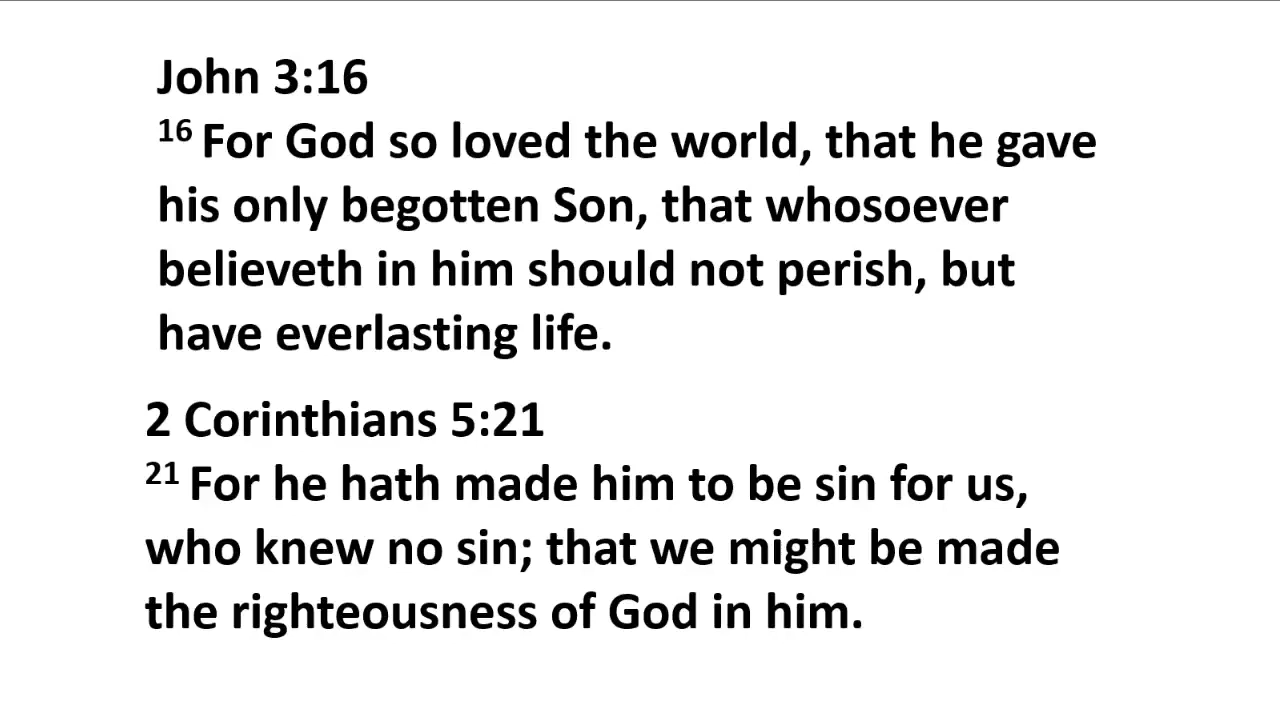 John 3:16
16 For God so loved the world, that he gave
his only begotten Son, that whosoever
believeth in him should not perish, but
have everlasting life.
2 Corinthians 5:21
21 For he hath made him to be sin for us,
who knew no sin; that we might be made
the righteousness of God in him.